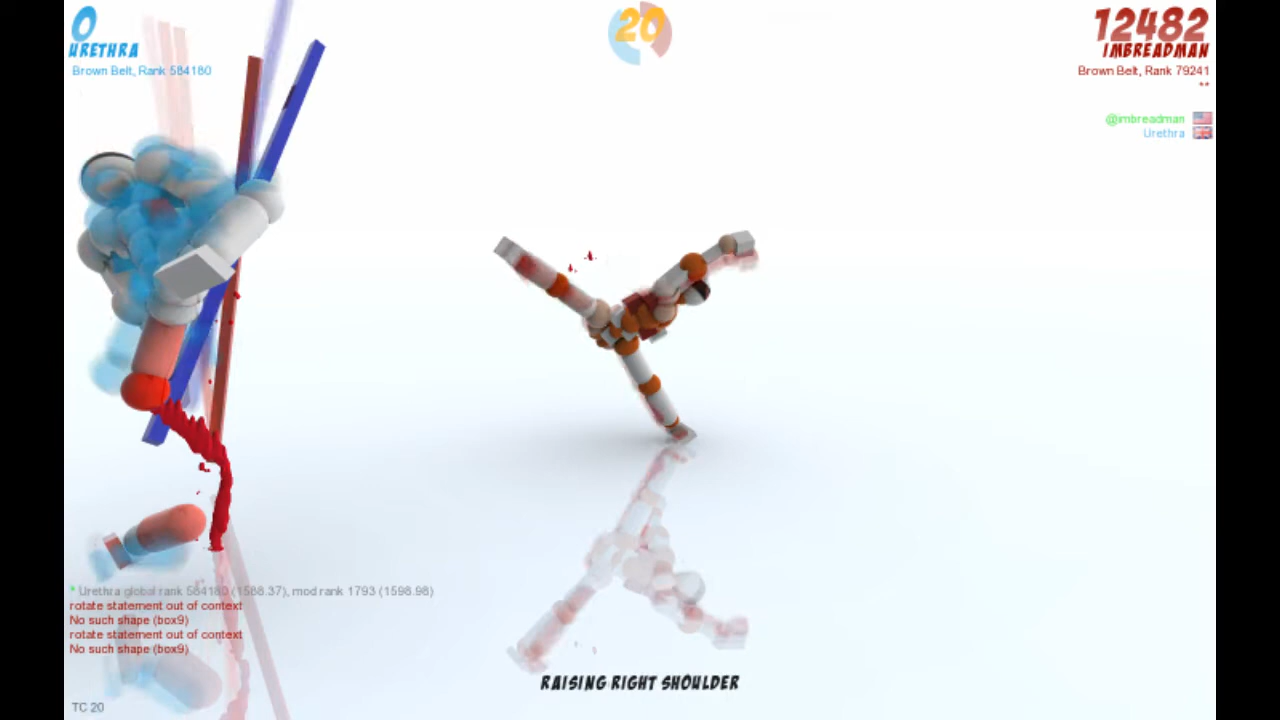 0
URETHRA
Brown Belt, Rank 584180
20
12482
IMBREADMAN
Brown Belt, Rank 79241
**
@imbreadman
Urethra
* Urethra global rank 584180 (1588.37), mod rank 1793 (1598.98)
rotate statement out of context
No such shape (box9)
rotate statement out of context
No such shape (box9)
RAISING RIGHT SHOULDER
TC 20